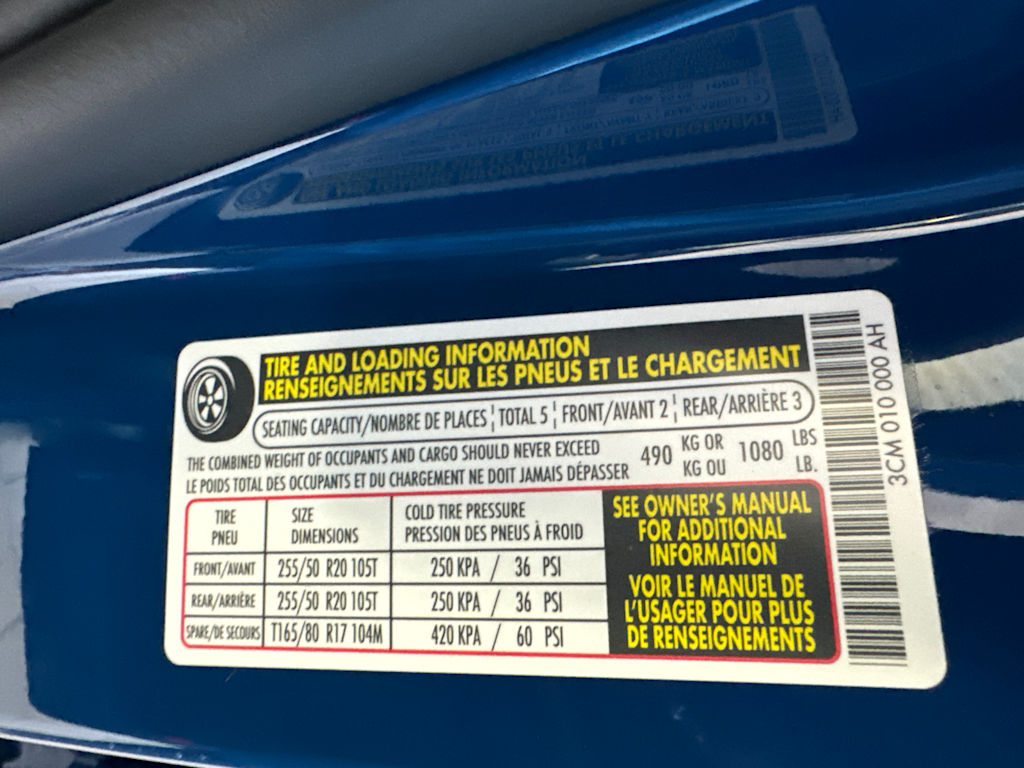 TIRE AND LOADING INFORMATION
RENSEIGNEMENTS SUR LES PNEUS ET LE CHARGEMENT
SEATING CAPACITY/NOMBRE DE PLACES ¦ TOTAL 5 ¦ FRONT/AVANT 2 ¦ REAR/ARRIÈRE 3
THE COMBINED WEIGHT OF OCCUPANTS AND CARGO SHOULD NEVER EXCEED
LE POIDS TOTAL DES OCCUPANTS ET DU CHARGEMENT NE DOIT JAMAIS DÉPASSER
490 KG OR 1080 LBS
KG OU LB.
TIRE SIZE COLD TIRE PRESSURE
PNEU DIMENSIONS PRESSION DES PNEUS À FROID
FRONT/AVANT 255/50 R20 105T 250 KPA / 36 PSI
REAR/ARRIÈRE 255/50 R20 105T 250 KPA / 36 PSI
SPARE/DE SECOURS T165/80 R17 104M 420 KPA / 60 PSI
SEE OWNER'S MANUAL
FOR ADDITIONAL
INFORMATION
VOIR LE MANUEL DE
L'USAGER POUR PLUS
DE RENSEIGNEMENTS
3CM 010 000 AH